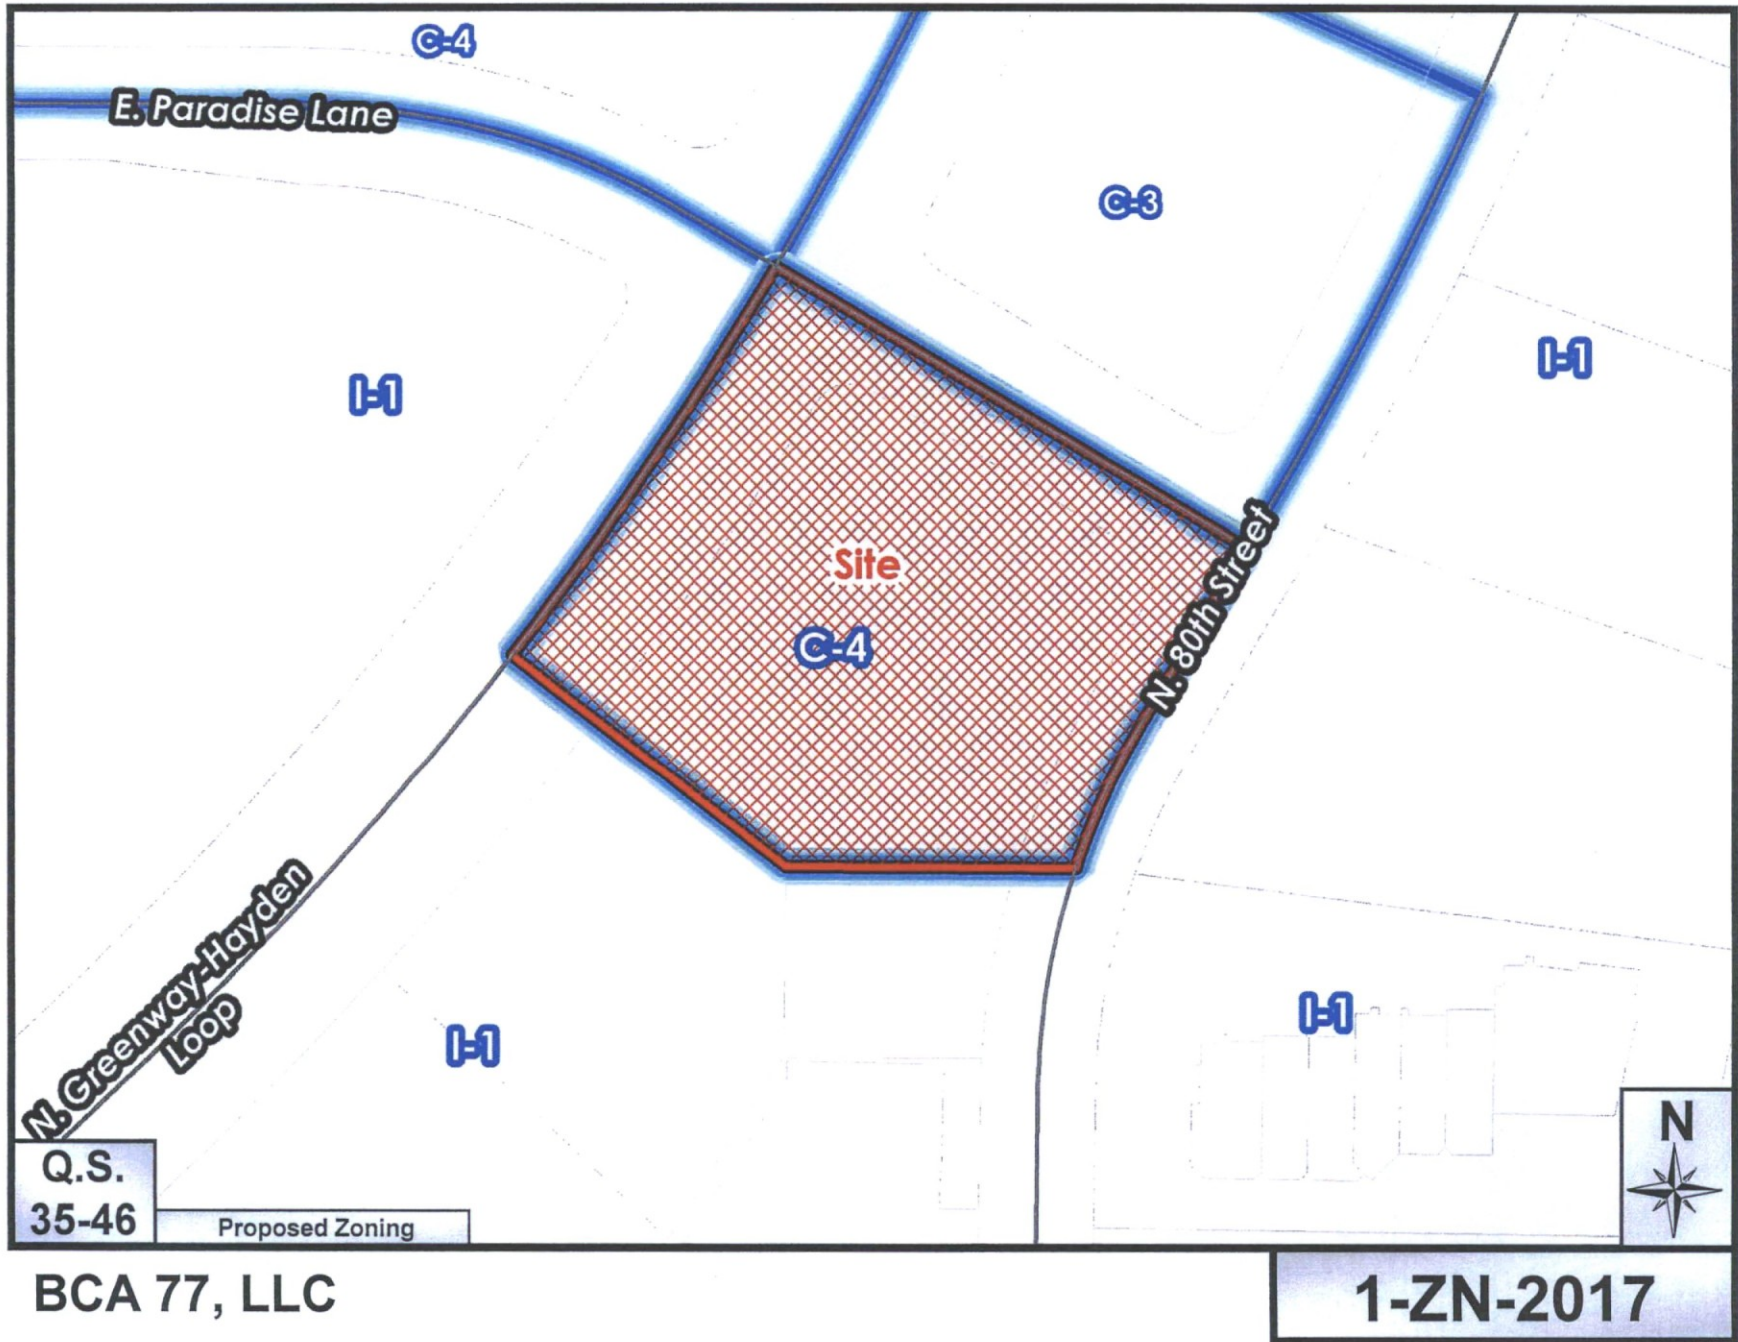 C-4
E. Paradise Lane
C-3
I-1
I-1
Site
C-4
N. 80th Street
N. Greenway-Hayden
Loop
I-1
I-1
N
Q.S.
35-46
Proposed Zoning
BCA 77, LLC
1-ZN-2017